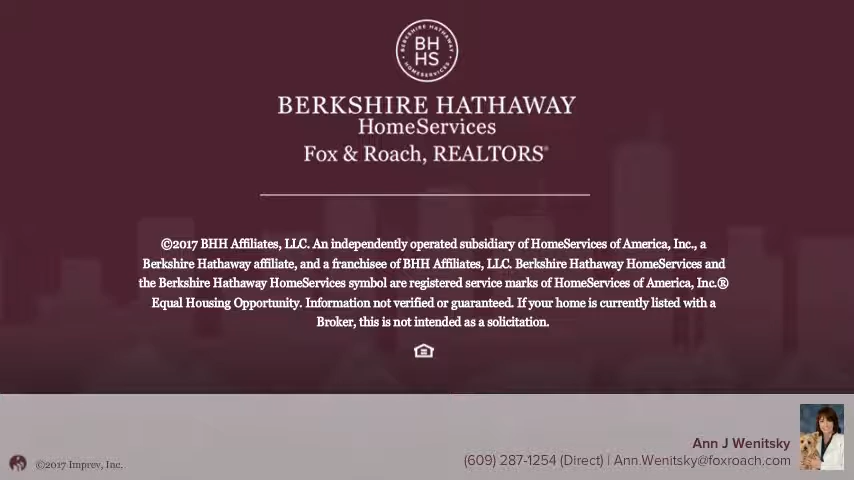 BERKSHIRE HATHAWAY
HOMESERVICES
BH
HS
BERKSHIRE HATHAWAY
HomeServices
Fox & Roach, REALTORS®
©2017 BHH Affiliates, LLC. An independently operated subsidiary of HomeServices of America, Inc., a
Berkshire Hathaway affiliate, and a franchisee of BHH Affiliates, LLC. Berkshire Hathaway HomeServices and
the Berkshire Hathaway HomeServices symbol are registered service marks of HomeServices of America, Inc.®
Equal Housing Opportunity. Information not verified or guaranteed. If your home is currently listed with a
Broker, this is not intended as a solicitation.
Ann J Wenitsky
(609) 287-1254 (Direct) | Ann.Wenitsky@foxroach.com
©2017 Imprev, Inc.